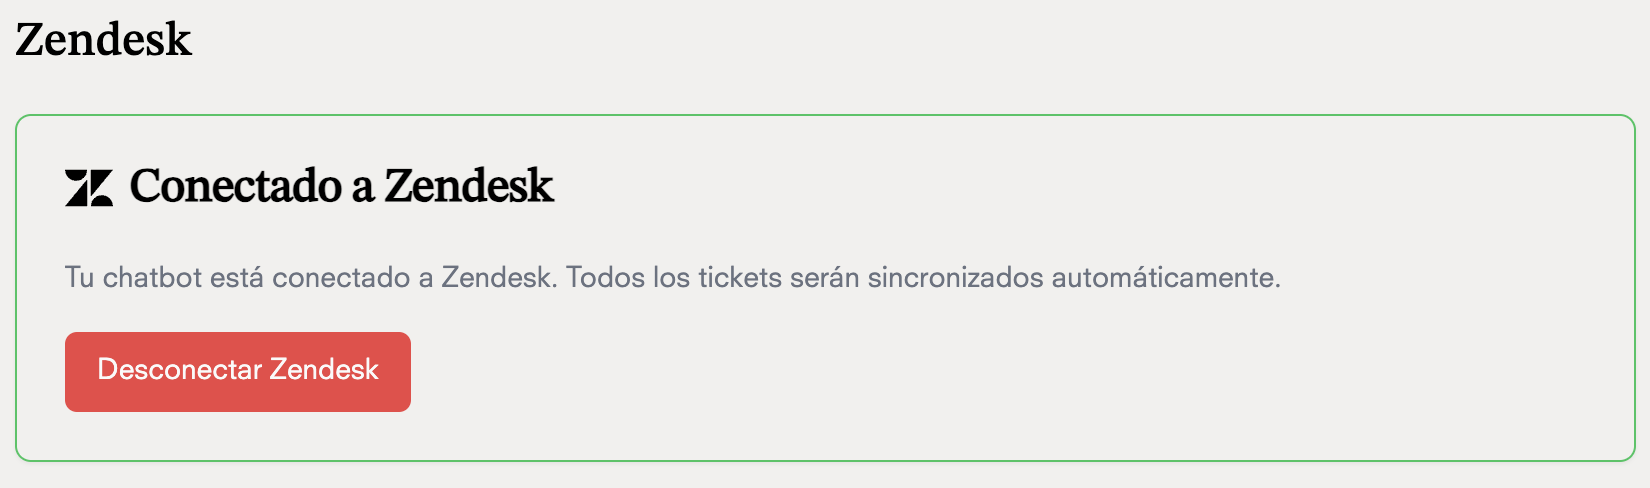 Zendesk
Conectado a Zendesk
Tu chatbot está conectado a Zendesk. Todos los tickets serán sincronizados automáticamente.
Desconectar Zendesk